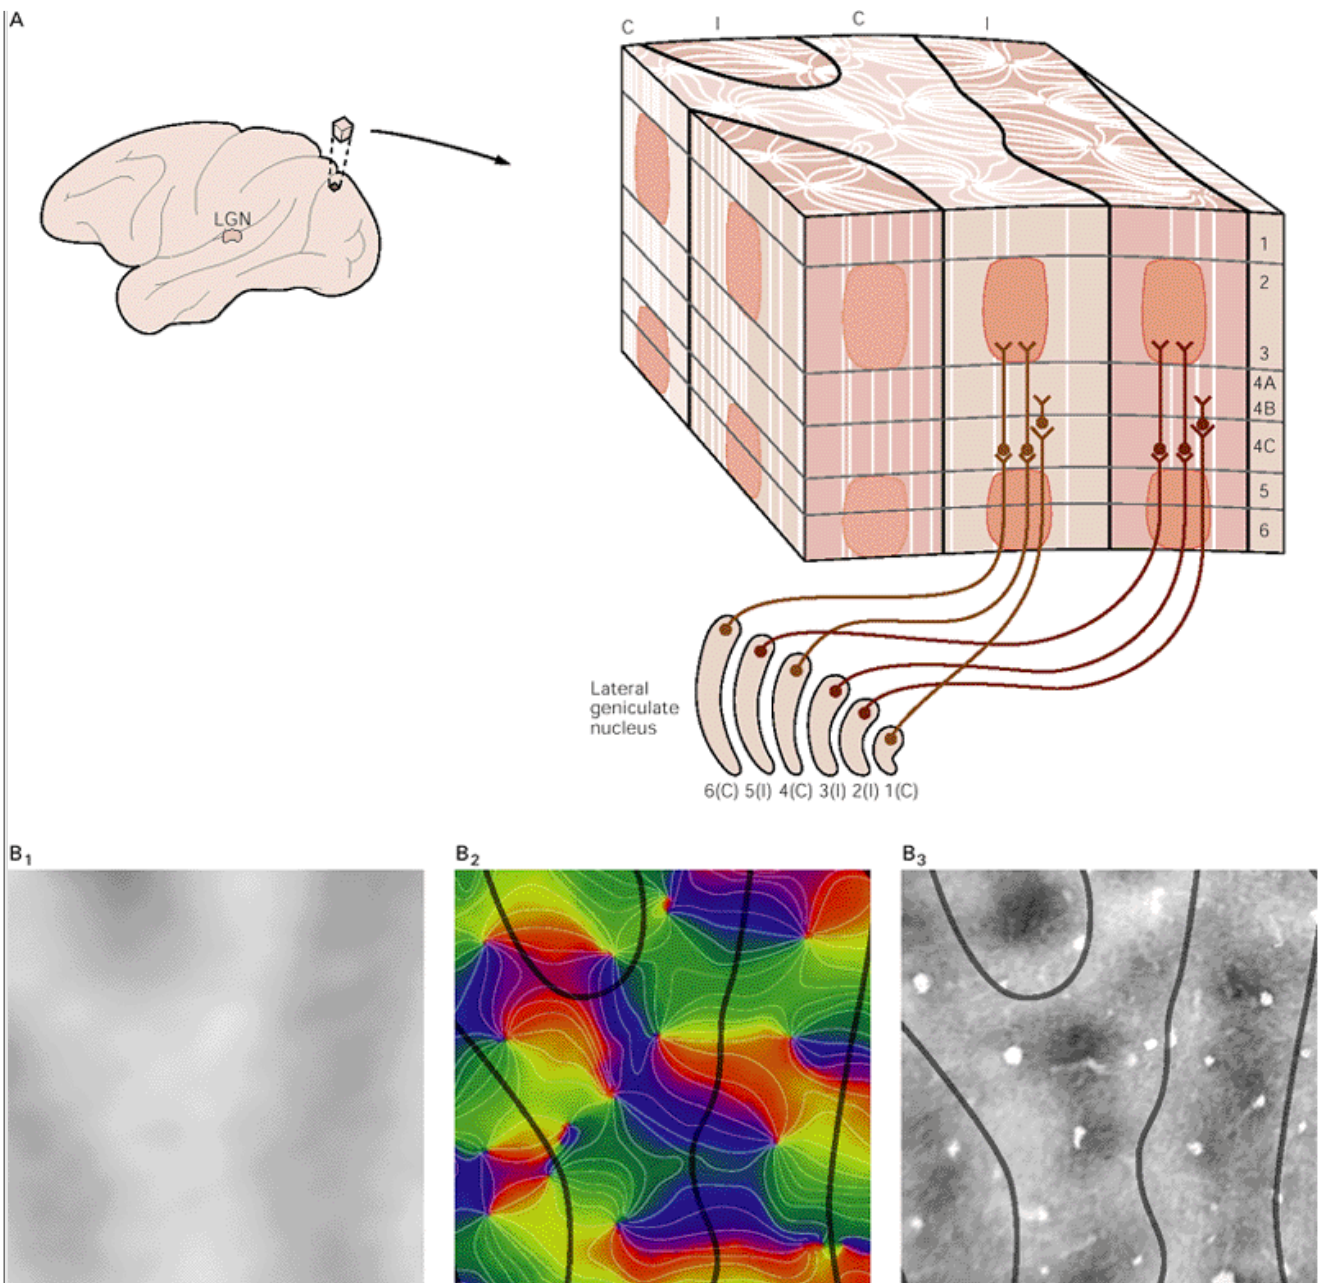 A
C I C I
LGN
1
2
3
4A
4B
4C
5
6
Lateral
geniculate
nucleus
6(C) 5(I) 4(C) 3(I) 2(I) 1(C)
B1 B2 B3